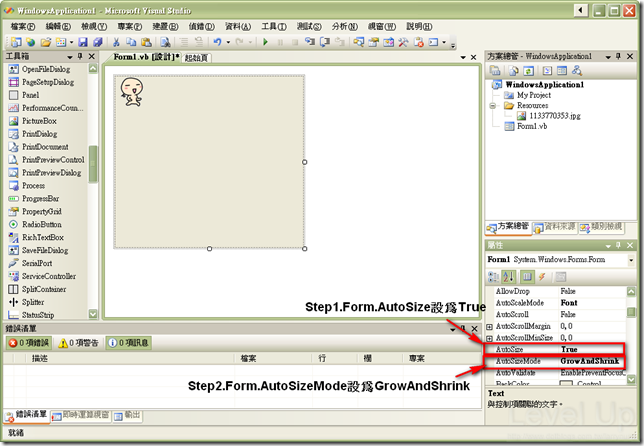 WindowsApplication1 - Microsoft Visual Studio
檔案(F) 編輯(E) 檢視(V) 專案(P) 建置(B) 偵錯(D) 資料(A) 工具(T) 測試(S) 分析(N) 視窗(W) 說明(H)
工具箱
OpenFileDialog
PageSetupDialog
Panel
PerformanceCoun...
PictureBox
PrintDialog
PrintDocument
PrintPreviewControl
PrintPreviewDialog
Process
ProgressBar
PropertyGrid
RadioButton
RichTextBox
SaveFileDialog
SerialPort
ServiceController
SplitContainer
Splitter
StatusStrip
Form1.vb [設計]* 起始頁
方案總管 - WindowsApplication1
WindowsApplication1
My Project
Resources
1133770353.jpg
Form1.vb
方案總管 資料來源 類別檢視
屬性
Form1 System.Windows.Forms.Form
AllowDrop False
AutoScaleMode Font
AutoScroll False
AutoScrollMargin 0, 0
AutoScrollMinSize 0, 0
AutoSize True
AutoSizeMode GrowAndShrink
AutoValidate EnablePreventFocusC
BackColor Control
Text
與控制項關聯的文字。
Step1.Form.AutoSize設為True
Step2.Form.AutoSizeMode設為GrowAndShrink
錯誤清單
0 項錯誤 0 項警告 0 項訊息
描述 檔案 行 欄 專案
錯誤清單 即時運算視窗 輸出
就緒
Level Up